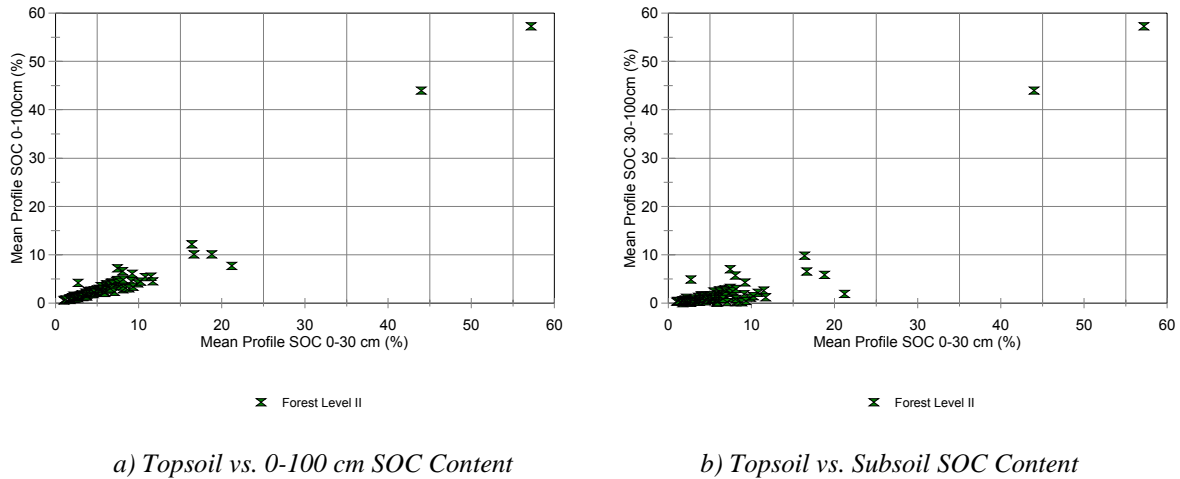 60
50
40
30
20
10
0
Mean Profile SOC 0-100cm (%)
0 10 20 30 40 50 60
Mean Profile SOC 0-30 cm (%)
Forest Level II
a) Topsoil vs. 0-100 cm SOC Content
60
50
40
30
20
10
0
Mean Profile SOC 30-100cm (%)
0 10 20 30 40 50 60
Mean Profile SOC 0-30 cm (%)
Forest Level II
b) Topsoil vs. Subsoil SOC Content